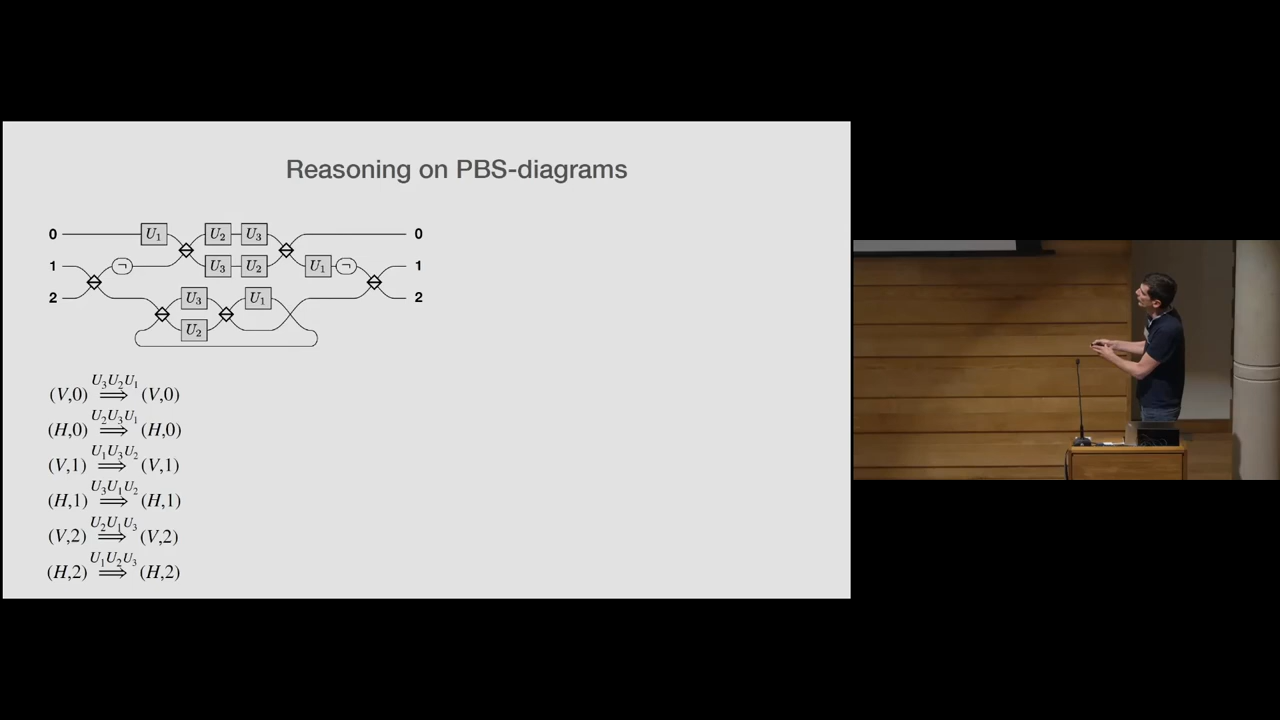 Reasoning on PBS-diagrams
0 U₁ U₂ U₃ 0
1 ¬ U₃ U₂ U₁ ¬ 1
2 U₃ U₁ 2
U₂
(V,0) U₃U₂U₁ ⟹ (V,0)
(H,0) U₂U₃U₁ ⟹ (H,0)
(V,1) U₁U₃U₂ ⟹ (V,1)
(H,1) U₃U₁U₂ ⟹ (H,1)
(V,2) U₂U₁U₃ ⟹ (V,2)
(H,2) U₁U₂U₃ ⟹ (H,2)